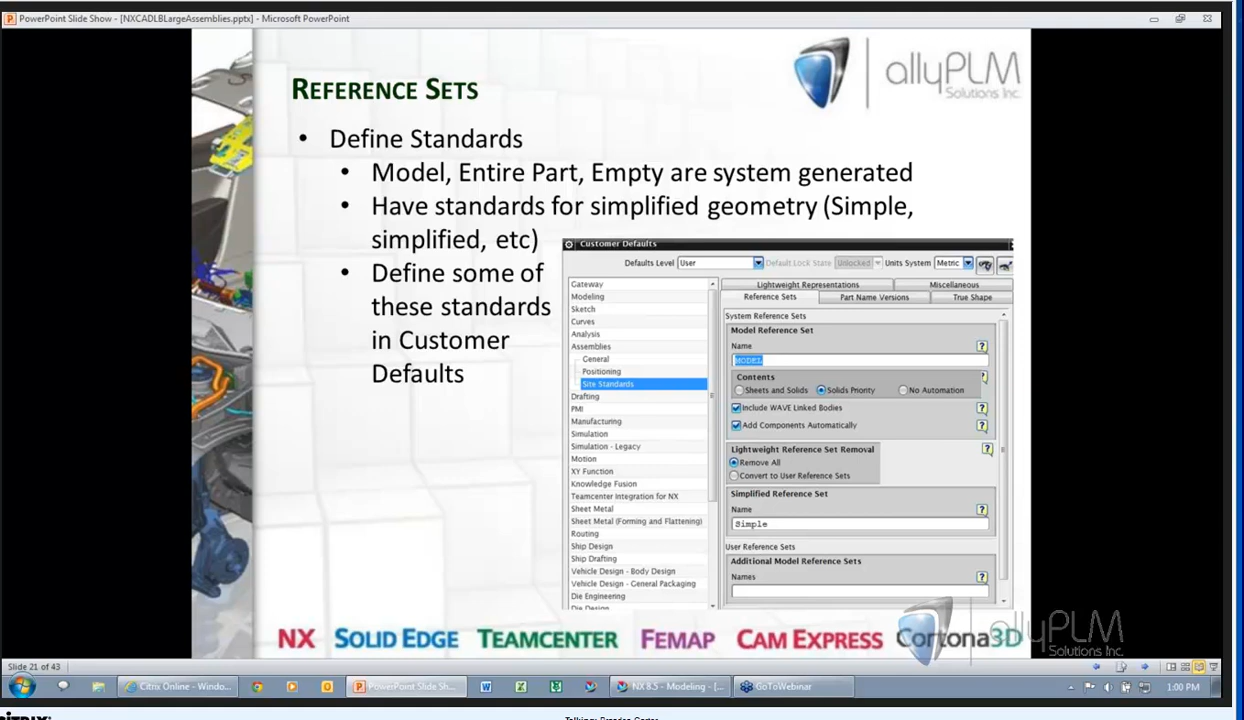 PowerPoint Slide Show - [NXCADLBLargeAssemblies.pptx] - Microsoft PowerPoint
allyPLM
Solutions Inc.
REFERENCE SETS
• Define Standards
• Model, Entire Part, Empty are system generated
• Have standards for simplified geometry (Simple,
simplified, etc)
• Define some of
these standards
in Customer
Defaults
Customer Defaults
Defaults Level User Default Lock State Unlocked Units System Metric
Gateway
Modeling
Sketch
Curves
Analysis
Assemblies
General
Positioning
Site Standards
Drafting
PMI
Manufacturing
Simulation
Simulation - Legacy
Motion
XY Function
Knowledge Fusion
Teamcenter Integration for NX
Sheet Metal
Sheet Metal (Forming and Flattening)
Routing
Ship Design
Ship Drafting
Vehicle Design - Body Design
Vehicle Design - General Packaging
Die Engineering
Die Design
Lightweight Representations Miscellaneous
Reference Sets Part Name Versions True Shape
System Reference Sets
Model Reference Set
Name
MODEL
Contents
Sheets and Solids Solids Priority No Automation
Include WAVE Linked Bodies
Add Components Automatically
Lightweight Reference Set Removal
Remove All
Convert to User Reference Sets
Simplified Reference Set
Name
Simple
User Reference Sets
Additional Model Reference Sets
Names
NX SOLID EDGE TEAMCENTER FEMAP CAM EXPRESS Cortona3D
allyPLM
Solutions Inc.
Slide 21 of 43
Citrix Online - Windo... PowerPoint Slide Sh... NX 8.5 - Modeling - [... GoToWebinar 1:00 PM